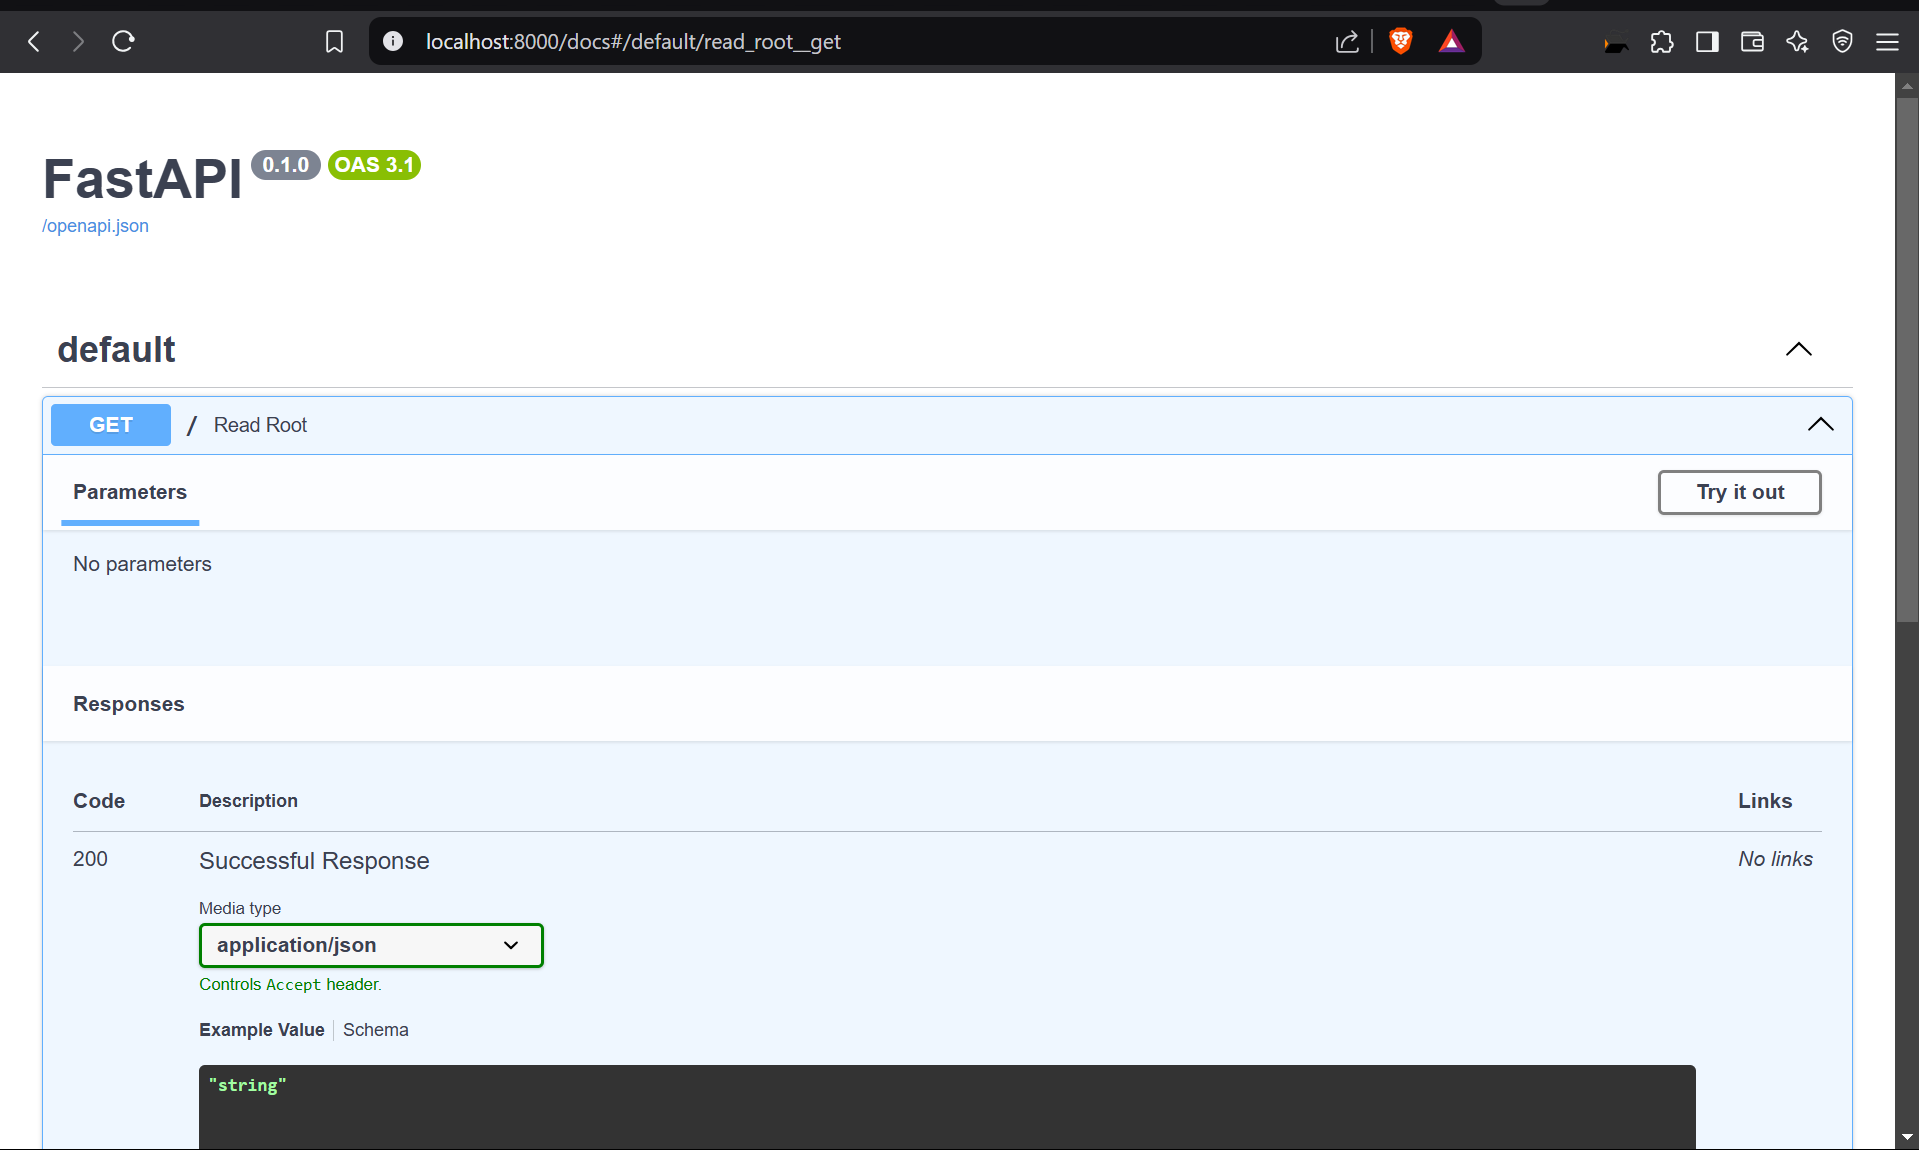 localhost:8000/docs#/default/read_root__get
FastAPI 0.1.0 OAS 3.1
/openapi.json
default
GET / Read Root
Parameters
Try it out
No parameters
Responses
Code Description Links
200 Successful Response No links
Media type
application/json
Controls Accept header.
Example Value Schema
"string"